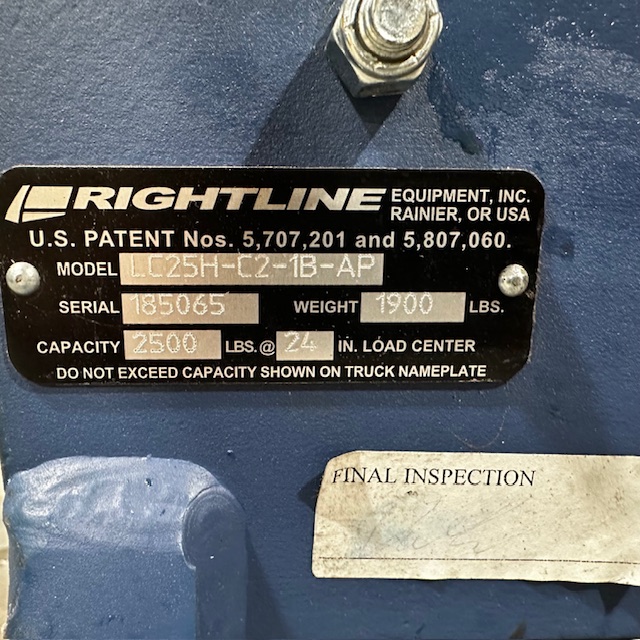 RIGHTLINE EQUIPMENT, INC.
RAINIER, OR USA
U.S. PATENT Nos. 5,707,201 and 5,807,060.
MODEL LC25H-C2-1B-AP
SERIAL 185065 WEIGHT 1900 LBS.
CAPACITY 2500 LBS.@ 24 IN. LOAD CENTER
DO NOT EXCEED CAPACITY SHOWN ON TRUCK NAMEPLATE
FINAL INSPECTION